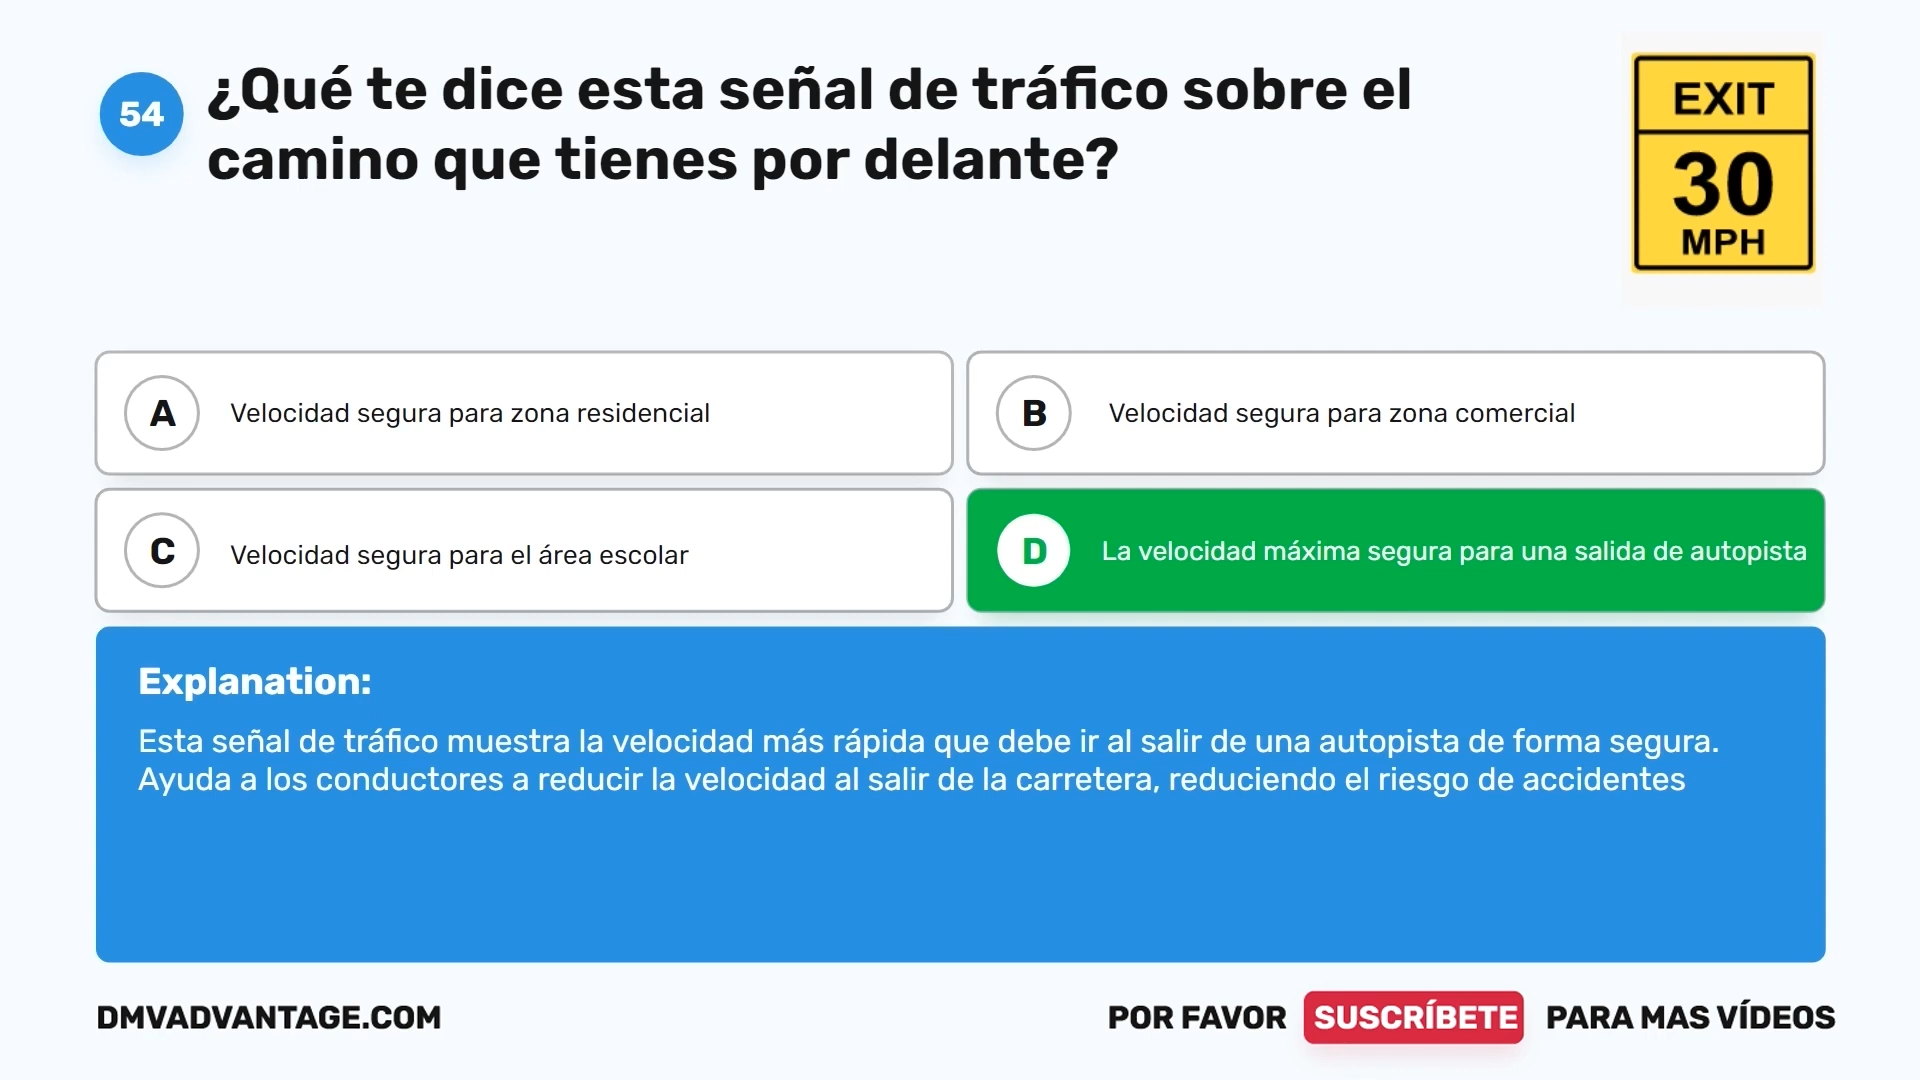 54
¿Qué te dice esta señal de tráfico sobre el
camino que tienes por delante?
EXIT
30
MPH
A
Velocidad segura para zona residencial
B
Velocidad segura para zona comercial
C
Velocidad segura para el área escolar
D
La velocidad máxima segura para una salida de autopista
Explanation:
Esta señal de tráfico muestra la velocidad más rápida que debe ir al salir de una autopista de forma segura.
Ayuda a los conductores a reducir la velocidad al salir de la carretera, reduciendo el riesgo de accidentes
DMVADVANTAGE.COM
POR FAVOR SUSCRÍBETE PARA MAS VÍDEOS